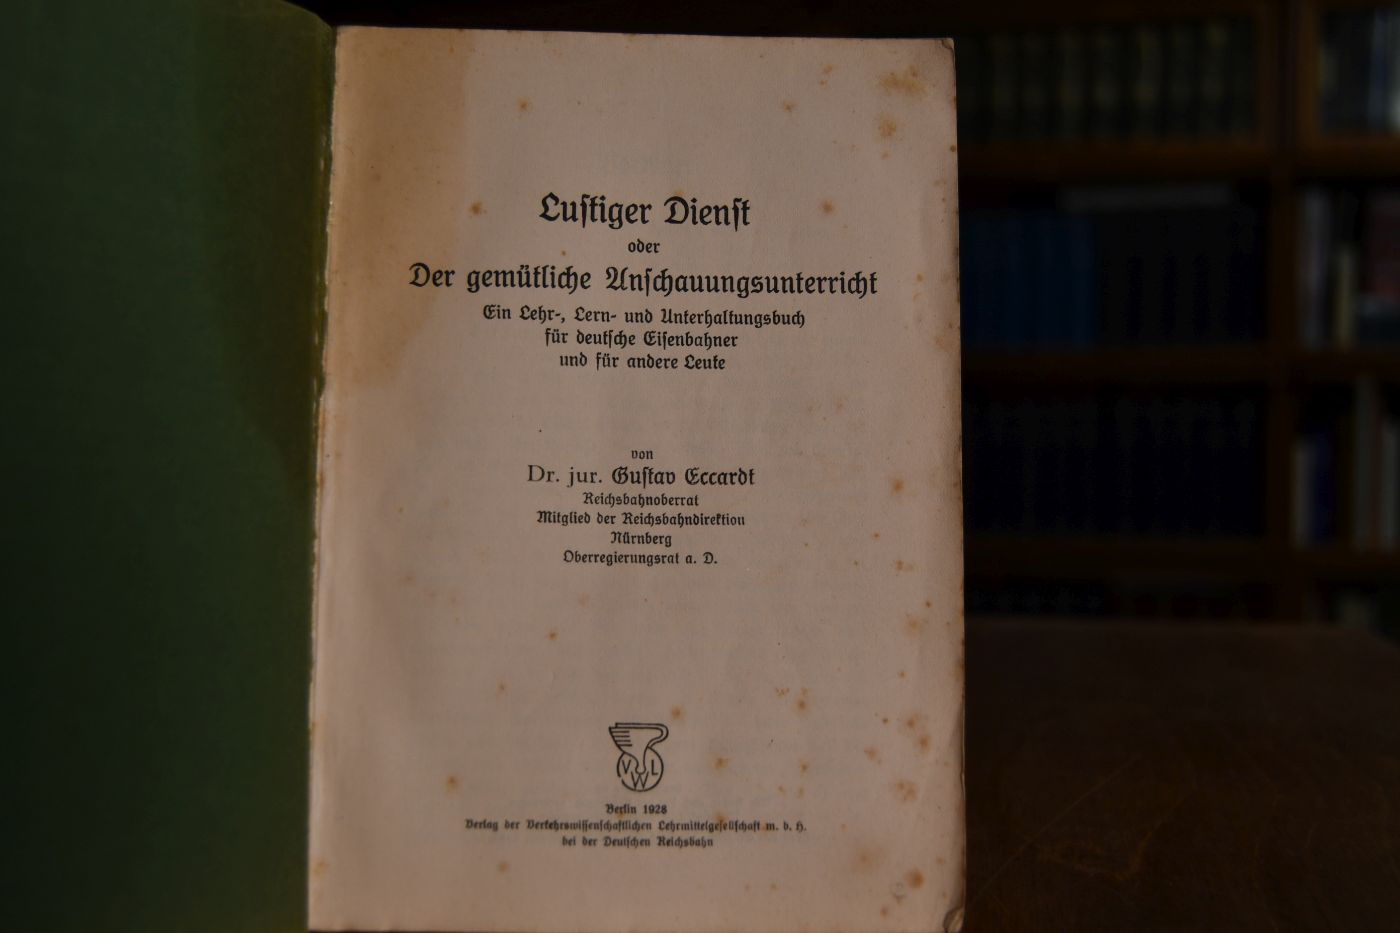 Lustiger Dienst
oder
Der gemütliche Anschauungsunterricht
Ein Lehr-, Lern- und Unterhaltungsbuch
für deutsche Eisenbahner
und für andere Leute
von
Dr. jur. Gustav Eccardt
Reichsbahnoberrat
Mitglied der Reichsbahndirektion
Nürnberg
Oberregierungsrat a. D.
VWL
Berlin 1928
Verlag der Verkehrswissenschaftlichen Lehrmittelgesellschaft m. b. H.
bei der Deutschen Reichsbahn